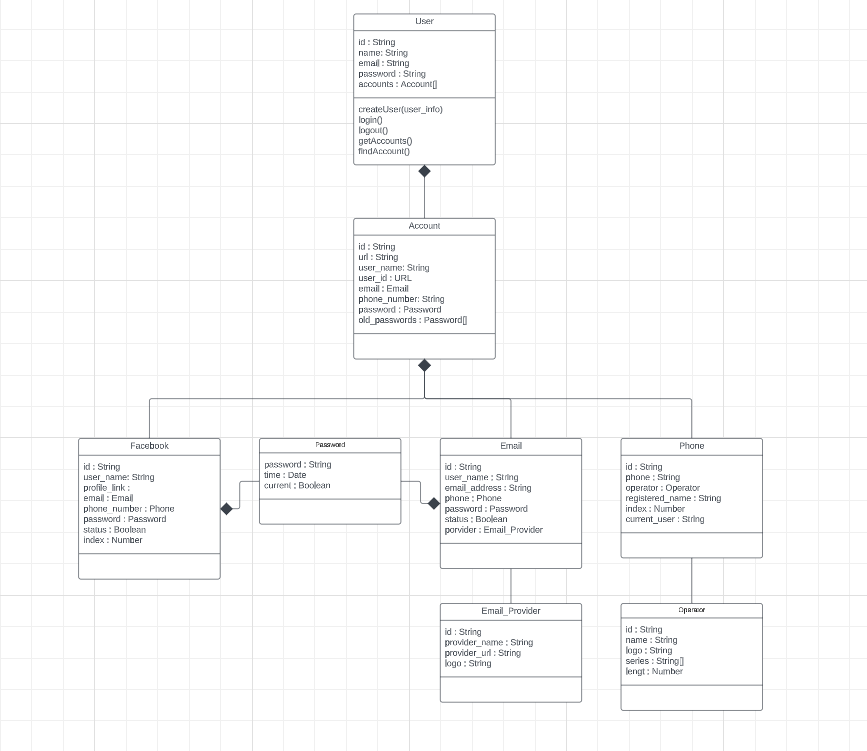 User
id : String
name: String
email : String
password : String
accounts : Account[]
createUser(user_info)
login()
logout()
getAccounts()
findAccount()
Account
id : String
url : String
user_name: String
user_id : URL
email : Email
phone_number: String
password : Password
old_passwords : Password[]
Facebook
id : String
user_name: String
profile_link :
email : Email
phone_number : Phone
password : Password
status : Boolean
index : Number
Password
password : String
time : Date
current : Boolean
Email
id : String
user_name : String
email_address : String
phone : Phone
password : Password
status : Boolean
porvider : Email_Provider
Phone
id : String
phone : String
operator : Operator
registered_name : String
index : Number
current_user : String
Email_Provider
id : String
provider_name : String
provider_url : String
logo : String
Operator
id : String
name : String
logo : String
series : String[]
lengt : Number